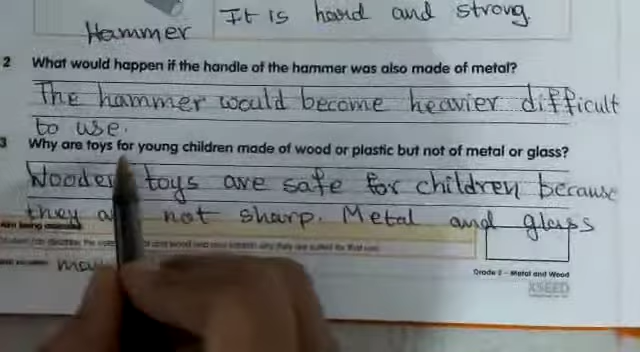 Hammer It is hard and strong.
2 What would happen if the handle of the hammer was also made of metal?
The hammer would become heavier difficult
to use.
3 Why are toys for young children made of wood or plastic but not of metal or glass?
Wooden toys are safe for children because
they not sharp. Metal and glass
Grade 2 - Metal and Wood
XSEED